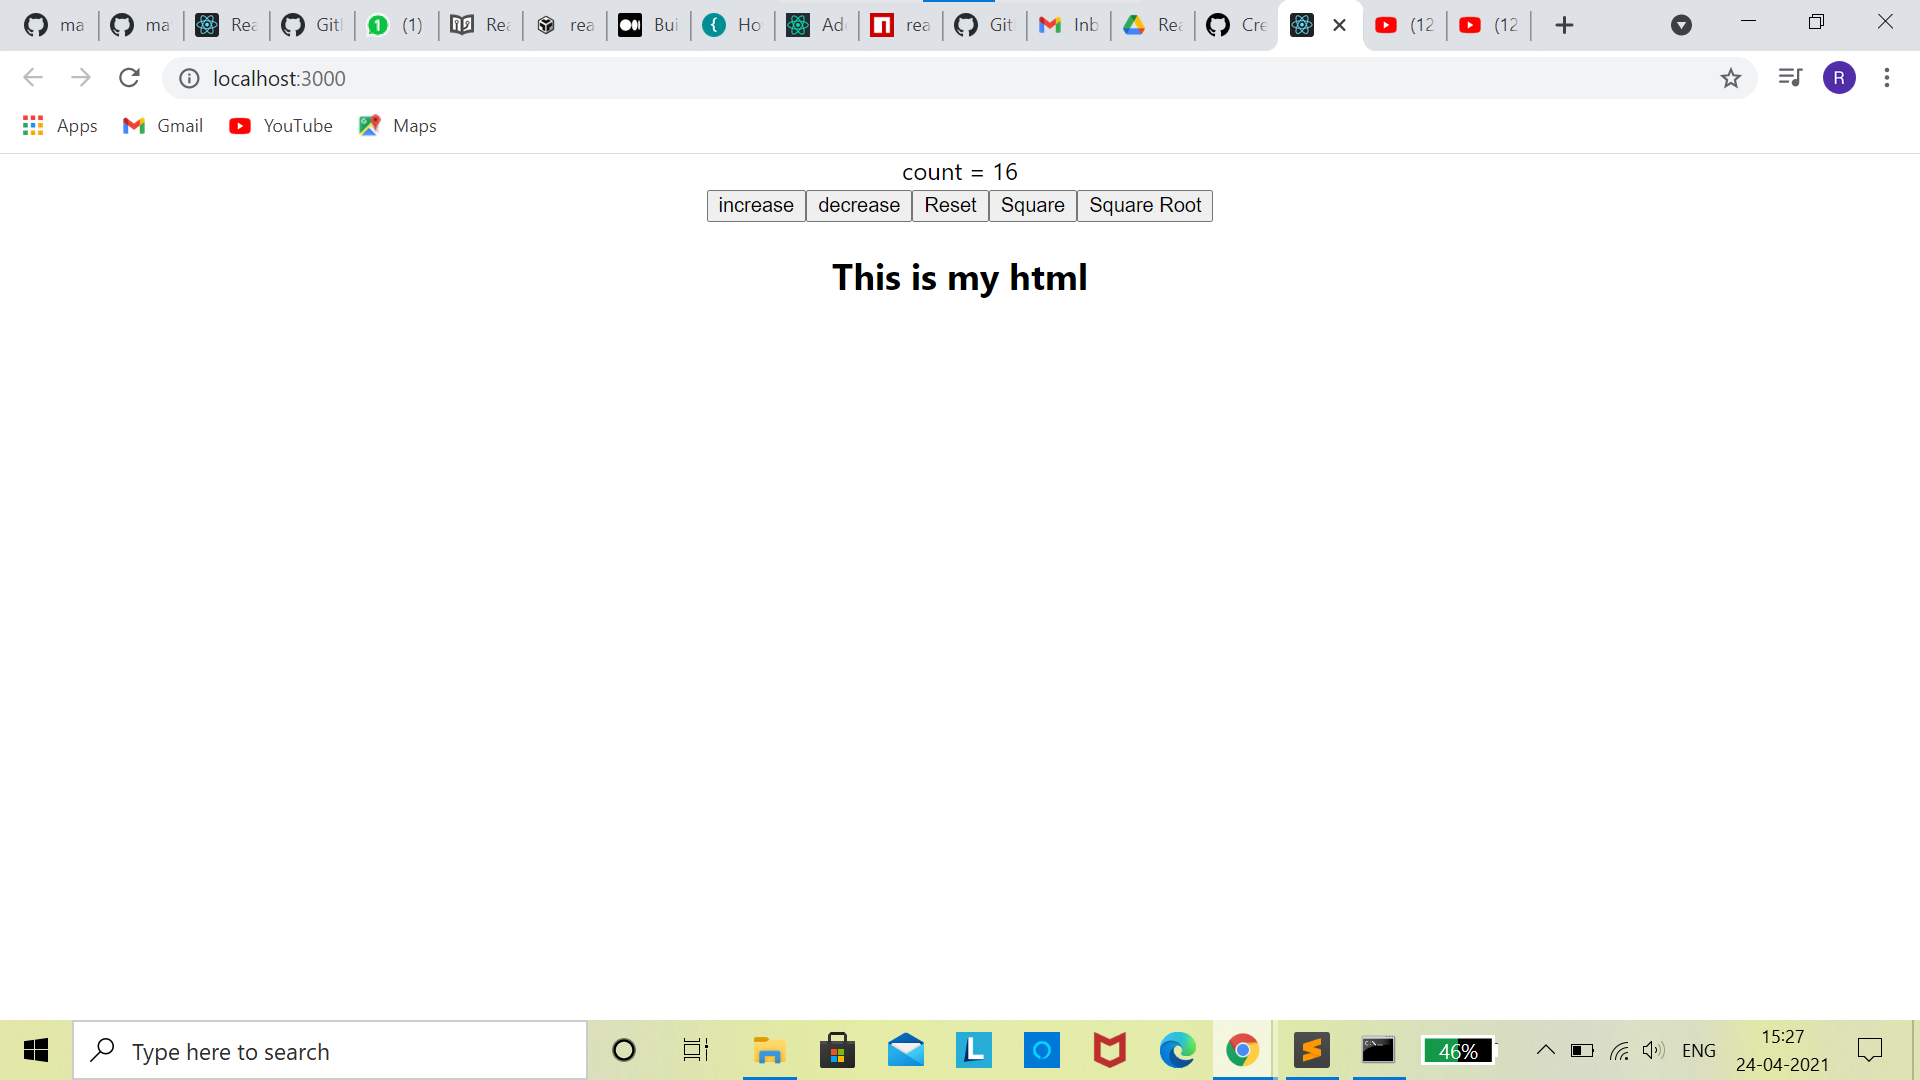 ma ma Rea Gitl (1) Rea rea Bui Ho Ad rea Git Inb Rea Cre (12 (12
localhost:3000 R
Apps Gmail YouTube Maps
count = 16
increase decrease Reset Square Square Root
This is my html
Type here to search L 46% ENG 15:27
24-04-2021